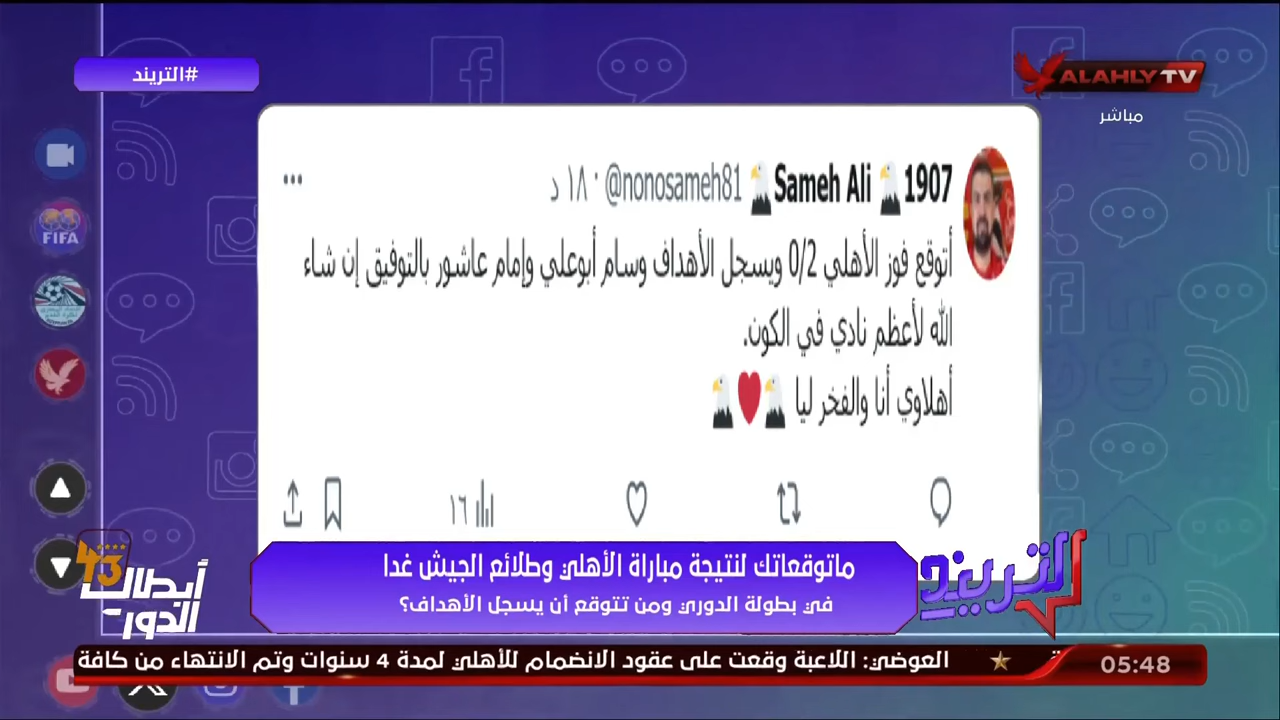 #التريند
ALAHLY TV
مباشر
1907 🦅 Sameh Ali 🦅 @nonosameh81 · ١٨ د
أتوقع فوز الأهلي 0/2 ويسجل الأهداف وسام أبوعلي وإمام عاشور بالتوفيق إن شاء
الله لأعظم نادي في الكون.
أهلاوي أنا والفخر ليا 🦅❤️🦅
١٦
FIFA
43
أبطال
الدوري
ماتوقعاتك لنتيجة مباراة الأهلي وطلائع الجيش غدا
في بطولة الدوري ومن تتوقع أن يسجل الأهداف؟
التريند
العوضي: اللاعبة وقعت على عقود الانضمام للأهلي لمدة 4 سنوات وتم الانتهاء من كافة
05:48